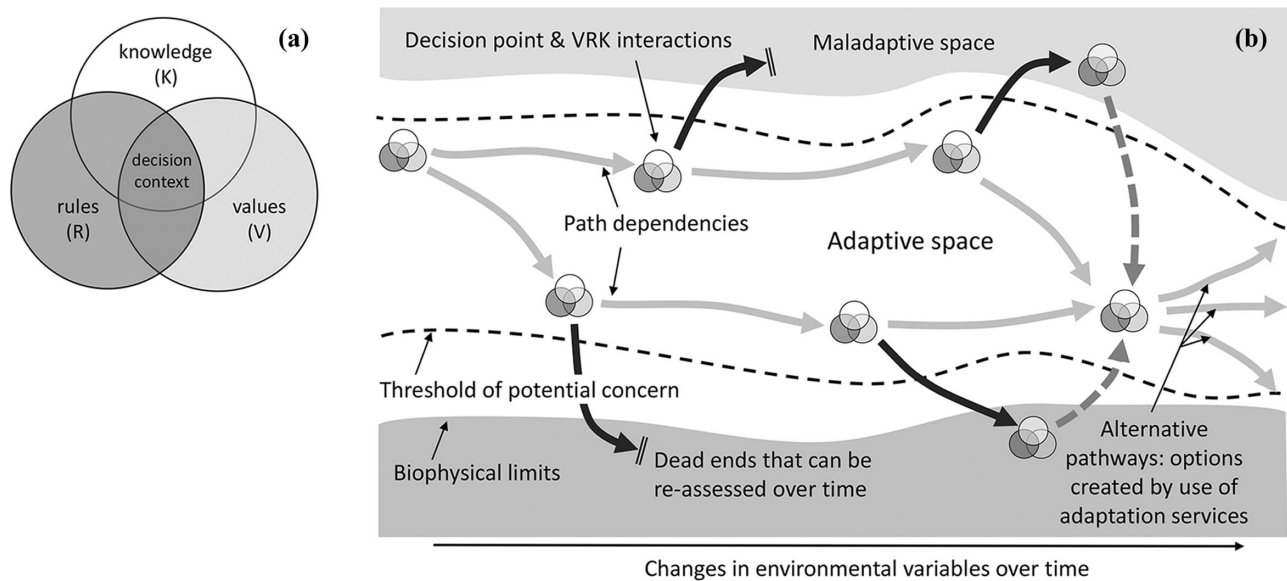 (a)
knowledge
(K)
decision
context
rules
(R)
values
(V)
(b)
Decision point & VRK interactions
Maladaptive space
Path dependencies
Adaptive space
Threshold of potential concern
Biophysical limits
Dead ends that can be
re-assessed over time
Alternative
pathways: options
created by use of
adaptation services
Changes in environmental variables over time